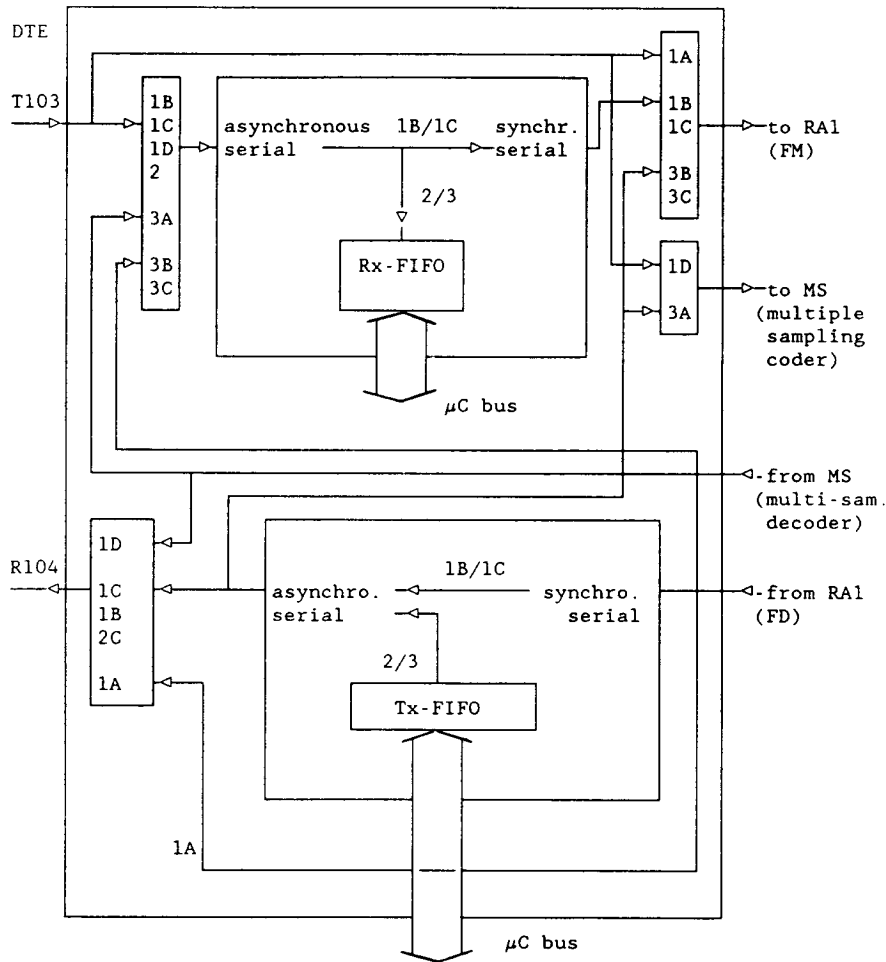 DTE
T103
1B
1C
1D
2
3A
3B
3C
asynchronous
serial
1B/1C
synchr.
serial
2/3
Rx-FIFO
μC bus
1A
1B
1C
3B
3C
to RA1
(FM)
1D
3A
to MS
(multiple
sampling
coder)
from MS
(multi-sam.
decoder)
R104
1D
1C
1B
2C
1A
asynchro.
serial
1B/1C
synchro.
serial
from RA1
(FD)
2/3
Tx-FIFO
1A
μC bus